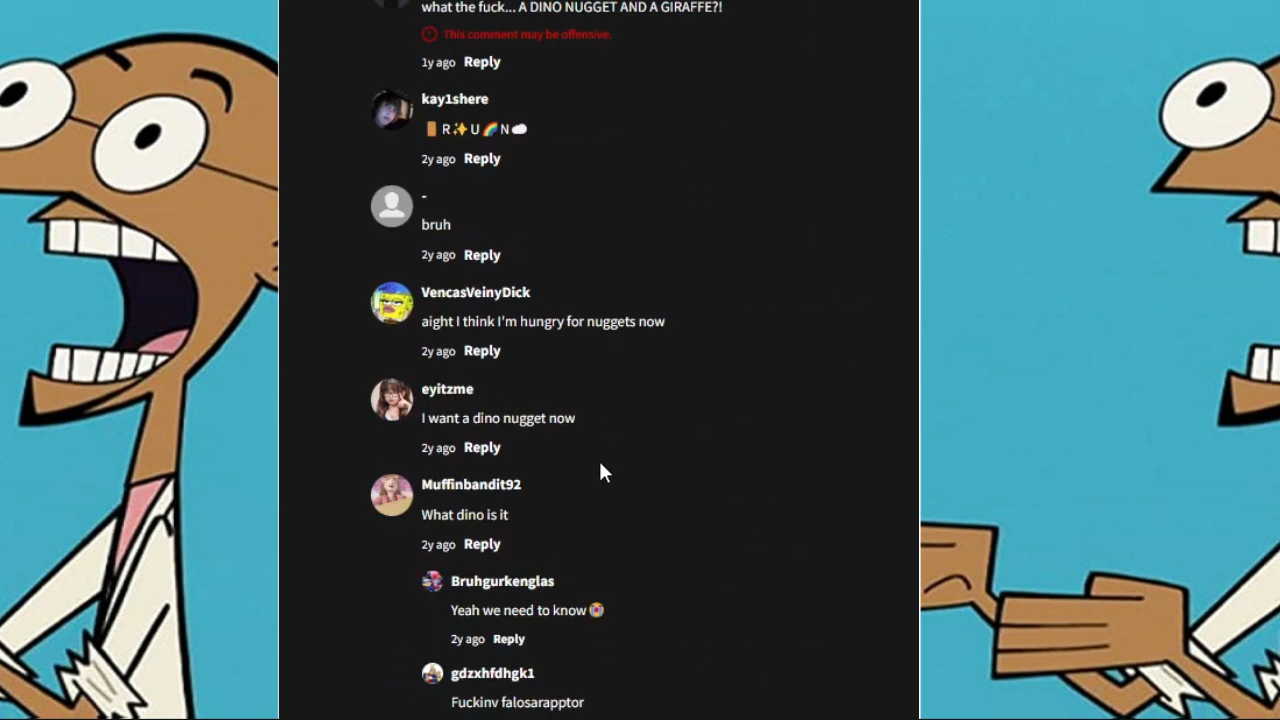 what the fuck... A DINO NUGGET AND A GIRAFFE?!
This comment may be offensive.
1y ago Reply
kay1shere
🚪R✨U🌈N☁️
2y ago Reply
-
bruh
2y ago Reply
VencasVeinyDick
aight I think I'm hungry for nuggets now
2y ago Reply
eyitzme
I want a dino nugget now
2y ago Reply
Muffinbandit92
What dino is it
2y ago Reply
Bruhgurkenglas
Yeah we need to know 😭
2y ago Reply
gdzxhfdhgk1
Fuckinv falosarapptor